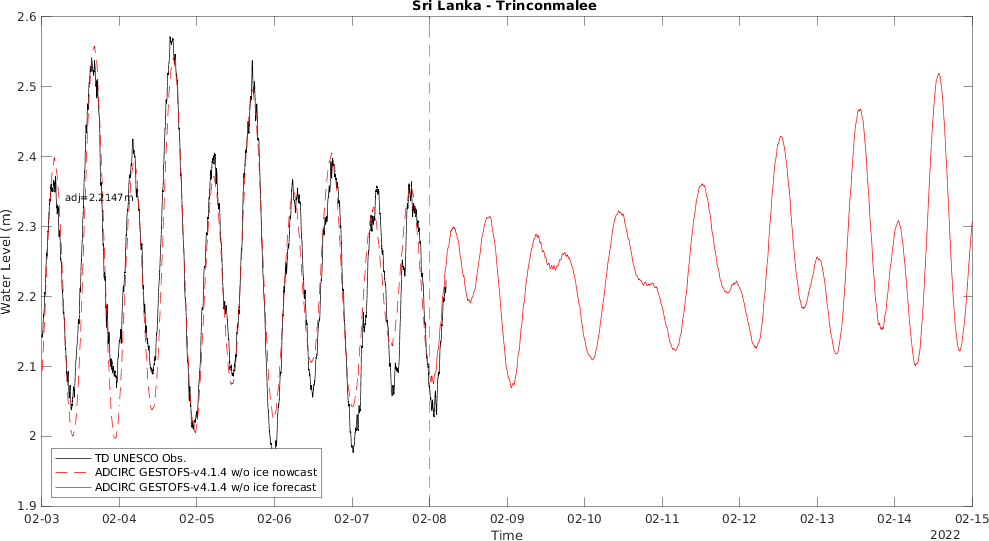 Sri Lanka - Trinconmalee
2.6
2.5
2.4
2.3
2.2
2.1
2
1.9
Water Level (m)
adj=2.2147m
TD UNESCO Obs.
ADCIRC GESTOFS-v4.1.4 w/o ice nowcast
ADCIRC GESTOFS-v4.1.4 w/o ice forecast
02-03 02-04 02-05 02-06 02-07 02-08 02-09 02-10 02-11 02-12 02-13 02-14 02-15
Time
2022